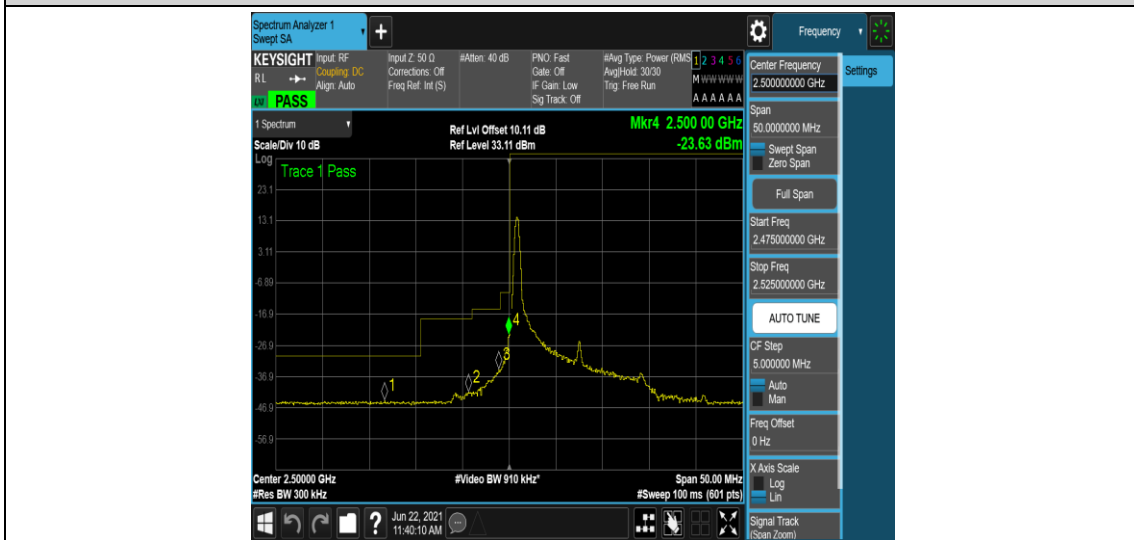 Spectrum Analyzer 1
Swept SA
+
Frequency
KEYSIGHT
RL
PASS
Input: RF
Coupling: DC
Align: Auto
Input Z: 50 Ω
Corrections: Off
Freq Ref: Int (S)
#Atten: 40 dB
PNO: Fast
Gate: Off
IF Gain: Low
Sig Track: Off
#Avg Type: Power (RMS
Avg|Hold: 30/30
Trig: Free Run
1 2 3 4 5 6
M W W W W W
A A A A A A
1 Spectrum
Scale/Div 10 dB
Ref Lvl Offset 10.11 dB
Ref Level 33.11 dBm
Mkr4 2.500 00 GHz
-23.63 dBm
Log
Trace 1 Pass
23.1
13.1
3.11
-6.89
-16.9
-26.9
-36.9
-46.9
-56.9
1
2
3
4
Center 2.50000 GHz
#Res BW 300 kHz
#Video BW 910 kHz*
Span 50.00 MHz
#Sweep 100 ms (601 pts)
?
Jun 22, 2021
11:40:10 AM
Center Frequency
2.500000000 GHz
Settings
Span
50.0000000 MHz
Swept Span
Zero Span
Full Span
Start Freq
2.475000000 GHz
Stop Freq
2.525000000 GHz
AUTO TUNE
CF Step
5.000000 MHz
Auto
Man
Freq Offset
0 Hz
X Axis Scale
Log
Lin
Signal Track
(Span Zoom)